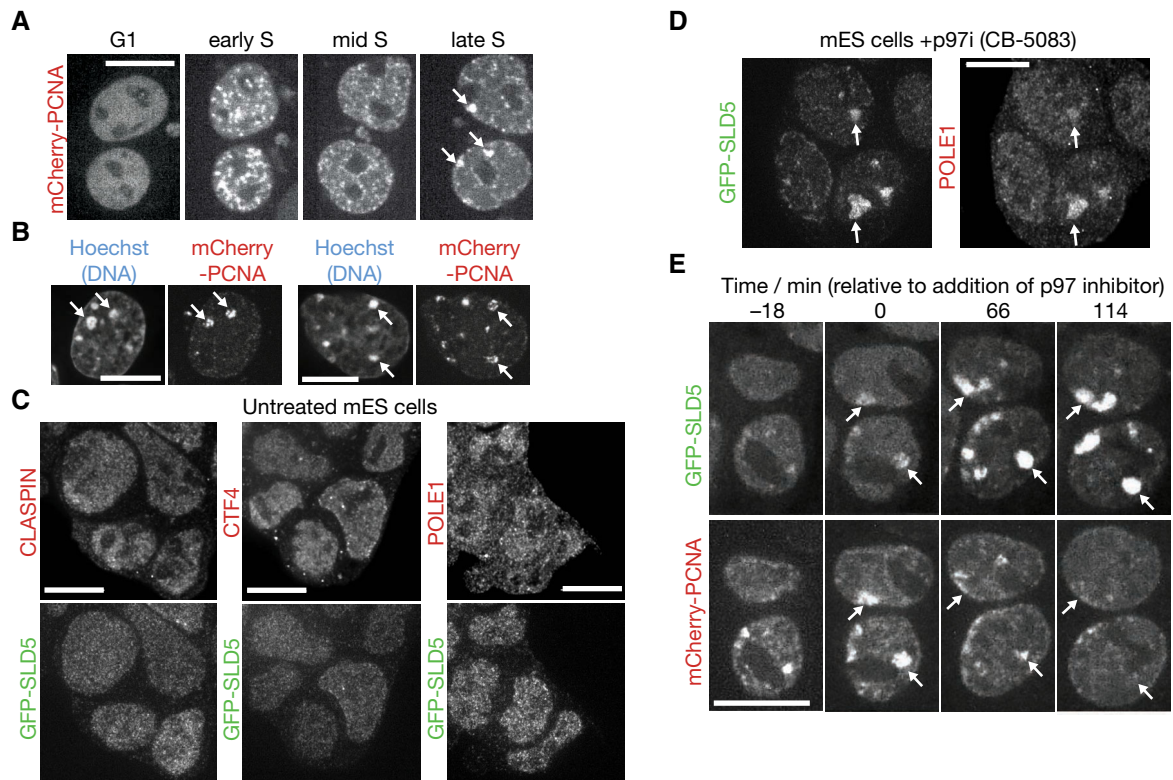 A
G1 early S mid S late S
mCherry-PCNA
B
Hoechst (DNA)
mCherry -PCNA
Hoechst (DNA)
mCherry -PCNA
C
Untreated mES cells
CLASPIN
CTF4
POLE1
GFP-SLD5
GFP-SLD5
GFP-SLD5
D
mES cells +p97i (CB-5083)
GFP-SLD5
POLE1
E
Time / min (relative to addition of p97 inhibitor)
–18 0 66 114
GFP-SLD5
mCherry-PCNA